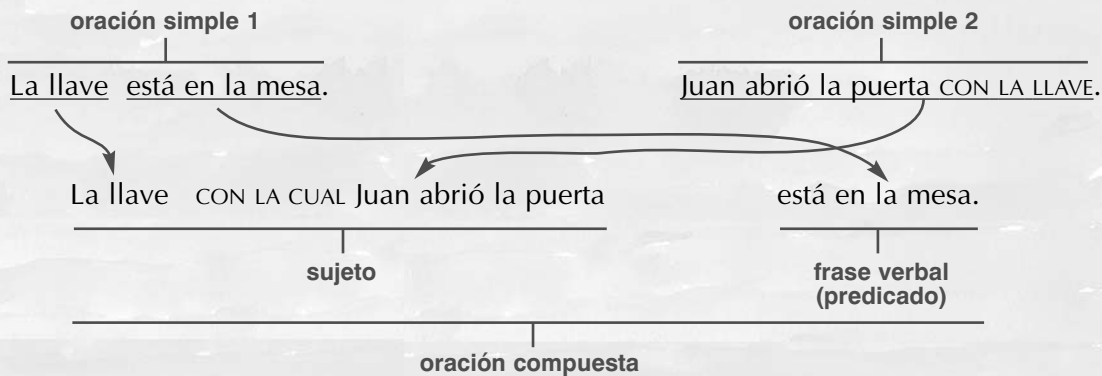 oración simple 1 oración simple 2
La llave está en la mesa. Juan abrió la puerta CON LA LLAVE.
La llave CON LA CUAL Juan abrió la puerta está en la mesa.
sujeto frase verbal
(predicado)
oración compuesta